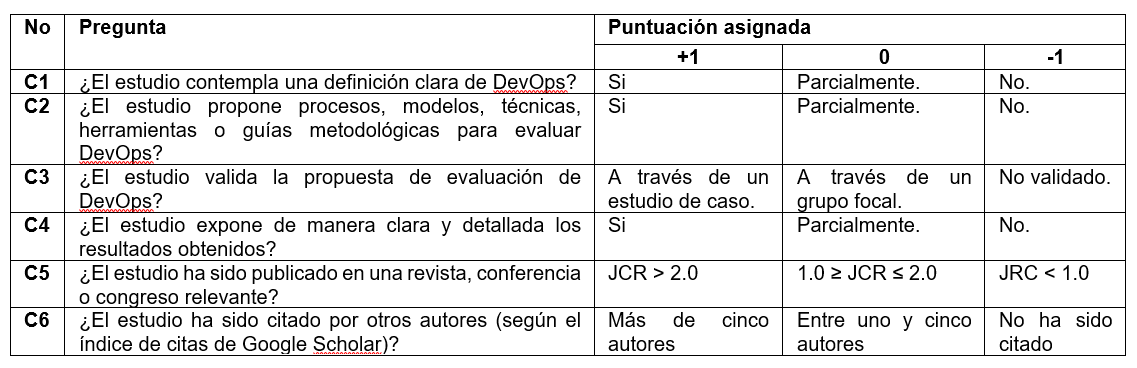 No Pregunta Puntuación asignada
+1 0 -1
C1 ¿El estudio contempla una definición clara de DevOps? Si Parcialmente. No.
C2 ¿El estudio propone procesos, modelos, técnicas, Si Parcialmente. No.
herramientas o guías metodológicas para evaluar
DevOps?
C3 ¿El estudio valida la propuesta de evaluación de A través de un A través de un No validado.
DevOps? estudio de caso. grupo focal.
C4 ¿El estudio expone de manera clara y detallada los Si Parcialmente. No.
resultados obtenidos?
C5 ¿El estudio ha sido publicado en una revista, conferencia JCR > 2.0 1.0 ≥ JCR ≤ 2.0 JRC < 1.0
o congreso relevante?
C6 ¿El estudio ha sido citado por otros autores (según el Más de cinco Entre uno y cinco No ha sido
índice de citas de Google Scholar)? autores autores citado